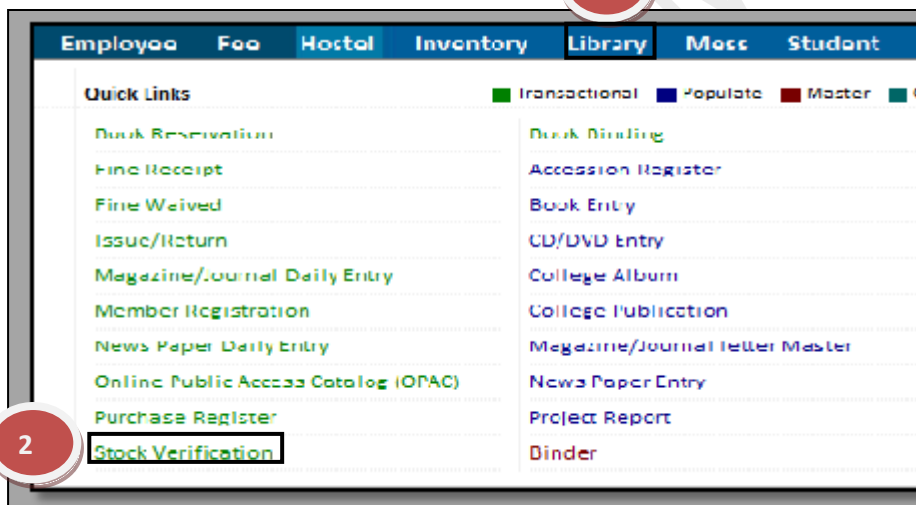 Employee Fee Hostel Inventory Library Mess Student
Quick Links Transactional Populate Master
Book Reservation Book Binding
Fine Receipt Accession Register
Fine Waived Book Entry
Issue/Return CD/DVD Entry
Magazine/Journal Daily Entry College Album
Member Registration College Publication
News Paper Daily Entry Magazine/Journal letter Master
Online Public Access Catalog (OPAC) News Paper Entry
Purchase Register Project Report
2 Stock Verification Binder